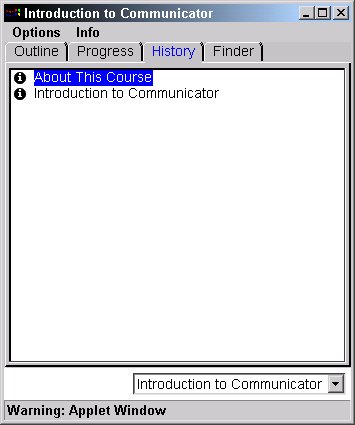 Introduction to Communicator
Options Info
Outline Progress History Finder
About This Course
Introduction to Communicator
Introduction to Communicator
Warning: Applet Window